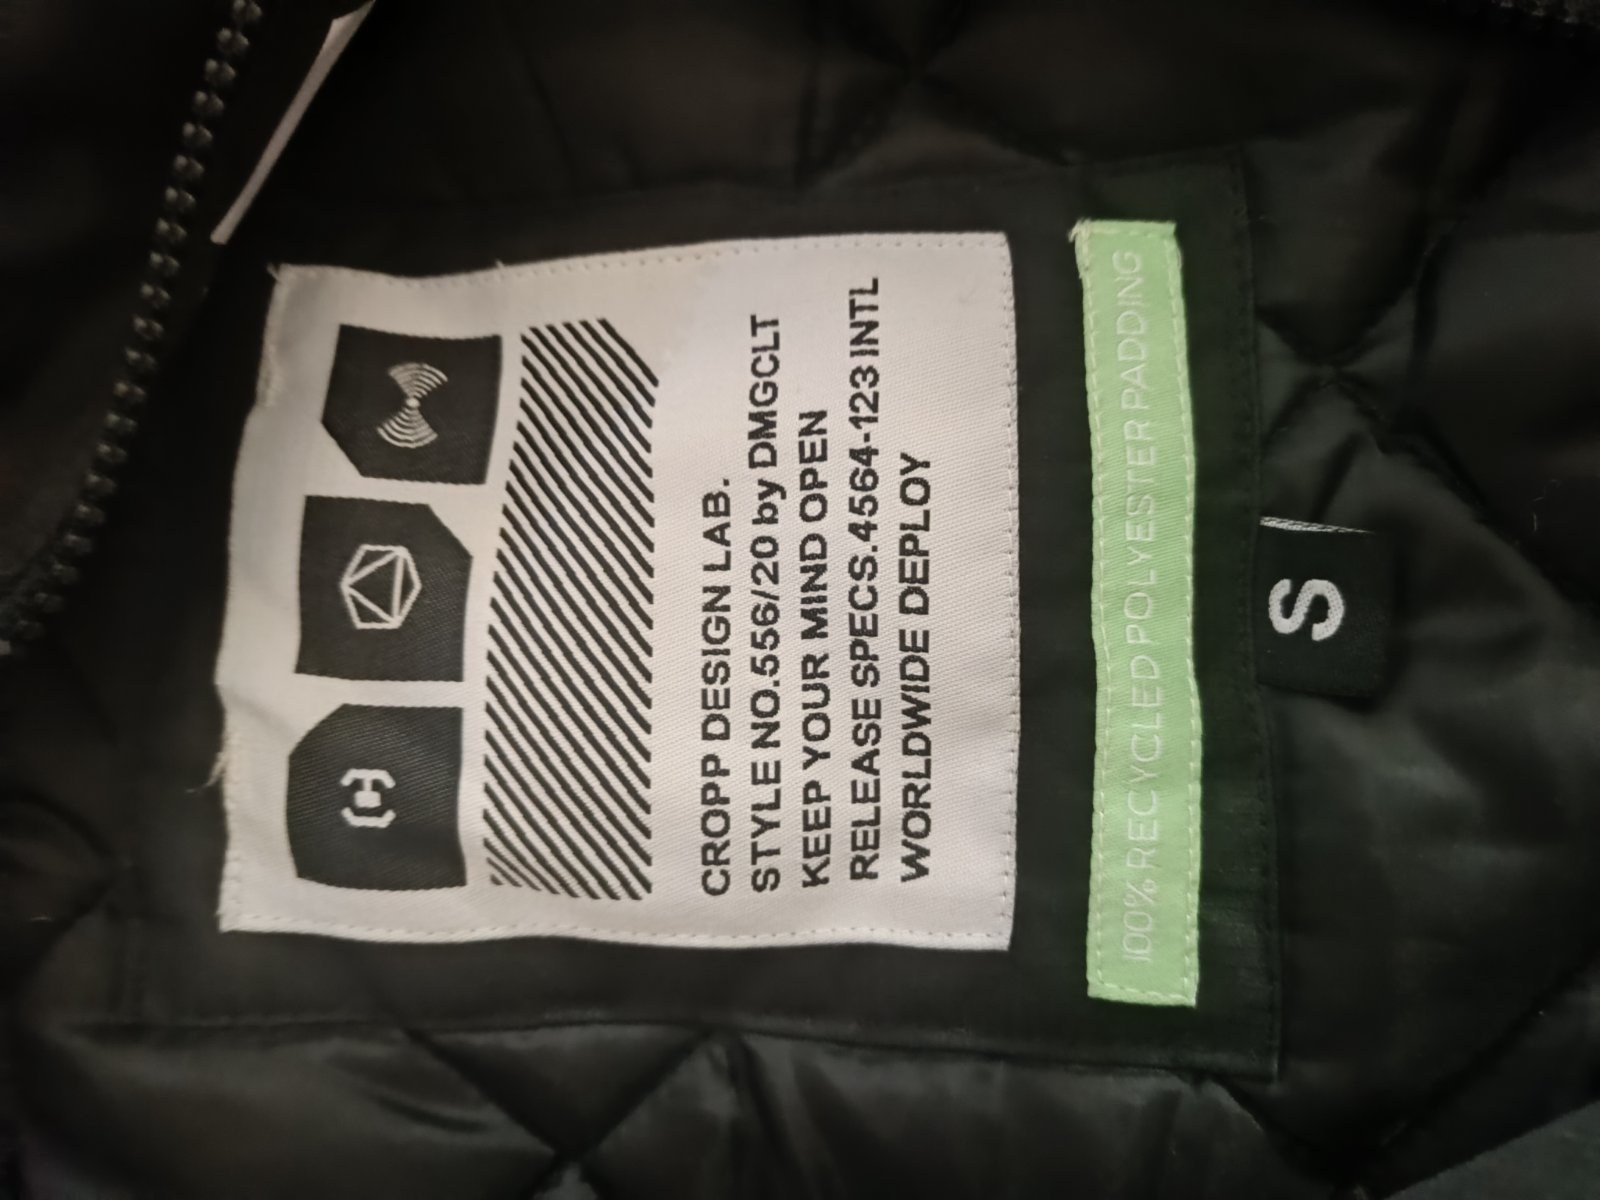 CROPP DESIGN LAB.
STYLE NO.556/20 by DMGCLT
KEEP YOUR MIND OPEN
RELEASE SPECS.4564-123 INTL
WORLDWIDE DEPLOY
100% RECYCLED POLYESTER PADDING
S